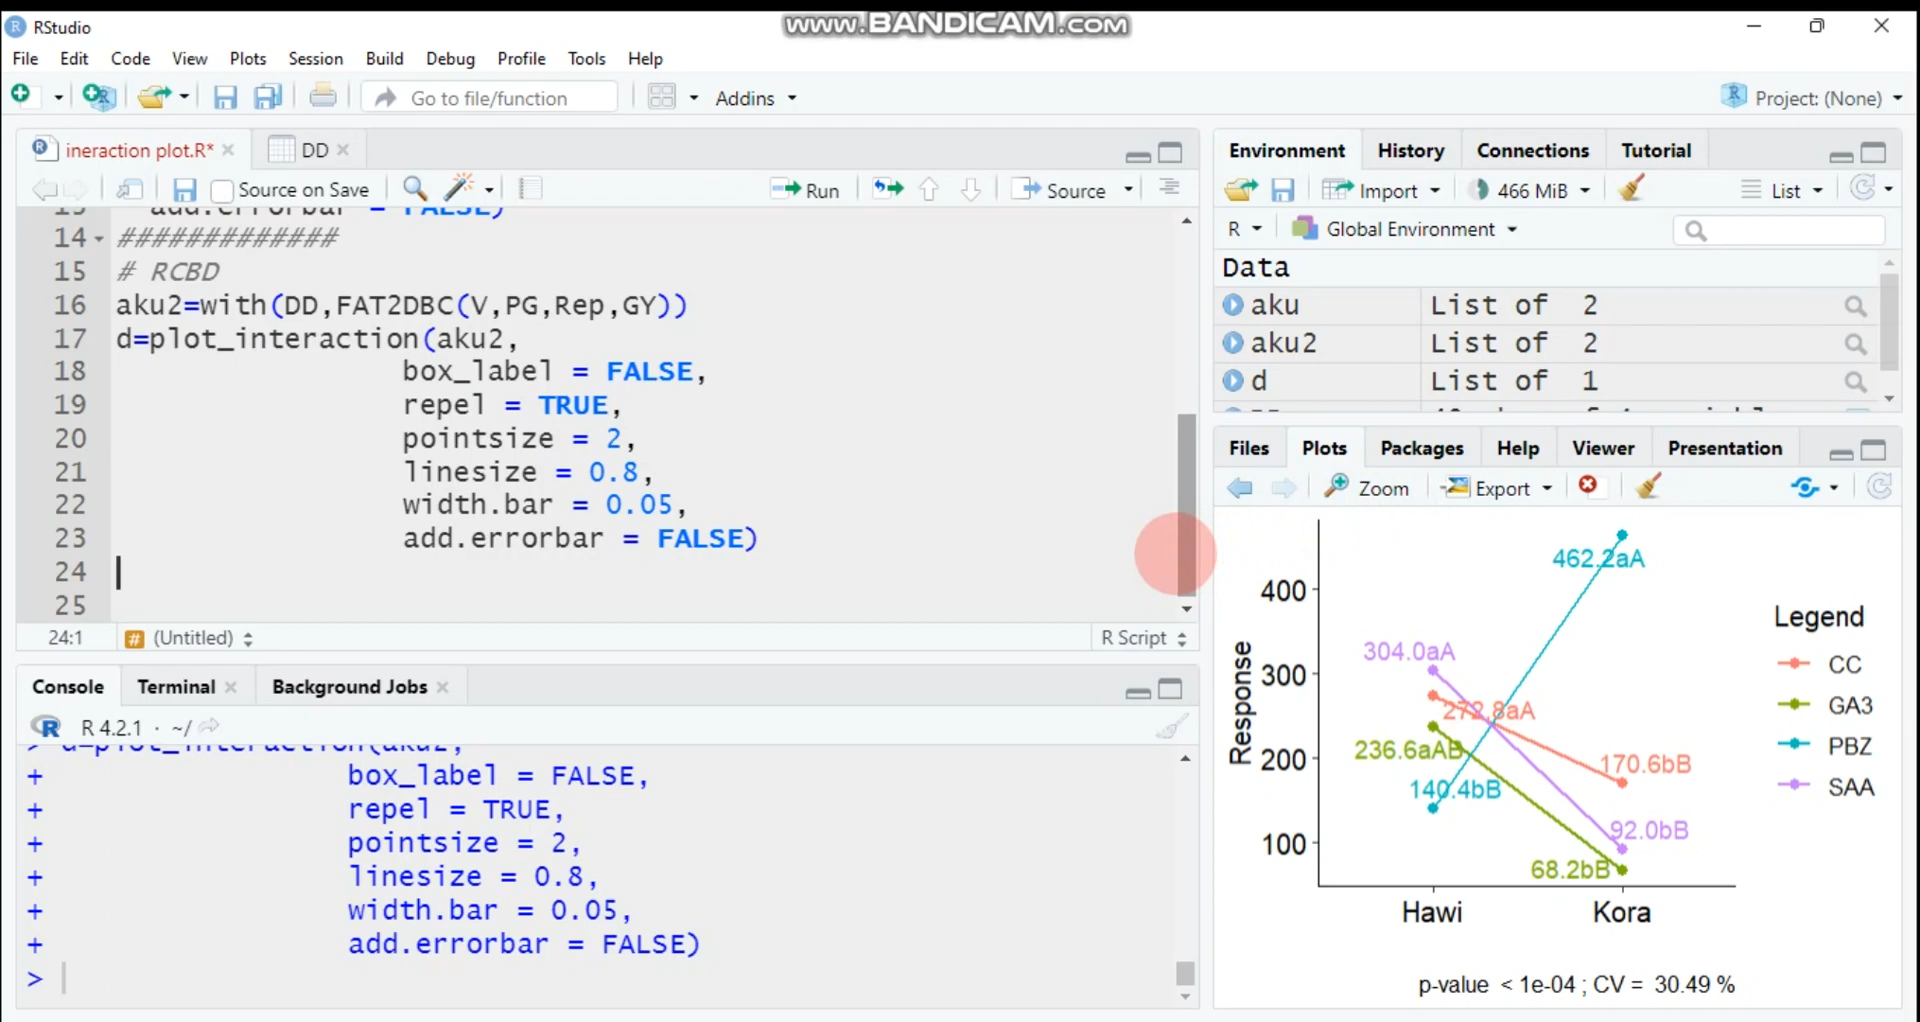 www.BANDICAM.com
RStudio
File Edit Code View Plots Session Build Debug Profile Tools Help
Go to file/function Addins Project: (None)
ineraction plot.R* DD
Source on Save Run Source
add.errorbar = FALSE)
14 #############
15 # RCBD
16 aku2=with(DD,FAT2DBC(V,PG,Rep,GY))
17 d=plot_interaction(aku2,
18 box_label = FALSE,
19 repel = TRUE,
20 pointsize = 2,
21 linesize = 0.8,
22 width.bar = 0.05,
23 add.errorbar = FALSE)
24
25
24:1 # (Untitled) R Script
Console Terminal Background Jobs
R R 4.2.1 · ~/
> d=plot_interaction(aku2,
+ box_label = FALSE,
+ repel = TRUE,
+ pointsize = 2,
+ linesize = 0.8,
+ width.bar = 0.05,
+ add.errorbar = FALSE)
>
Environment History Connections Tutorial
Import 466 MiB List
R Global Environment
Data
aku List of 2
aku2 List of 2
d List of 1
Files Plots Packages Help Viewer Presentation
Zoom Export
462.2aA
400
304.0aA
300
272.8aA
236.6aAB
200
170.6bB
140.4bB
92.0bB
100
68.2bB
Response
Hawi Kora
Legend
CC
GA3
PBZ
SAA
p-value < 1e-04 ; CV = 30.49 %